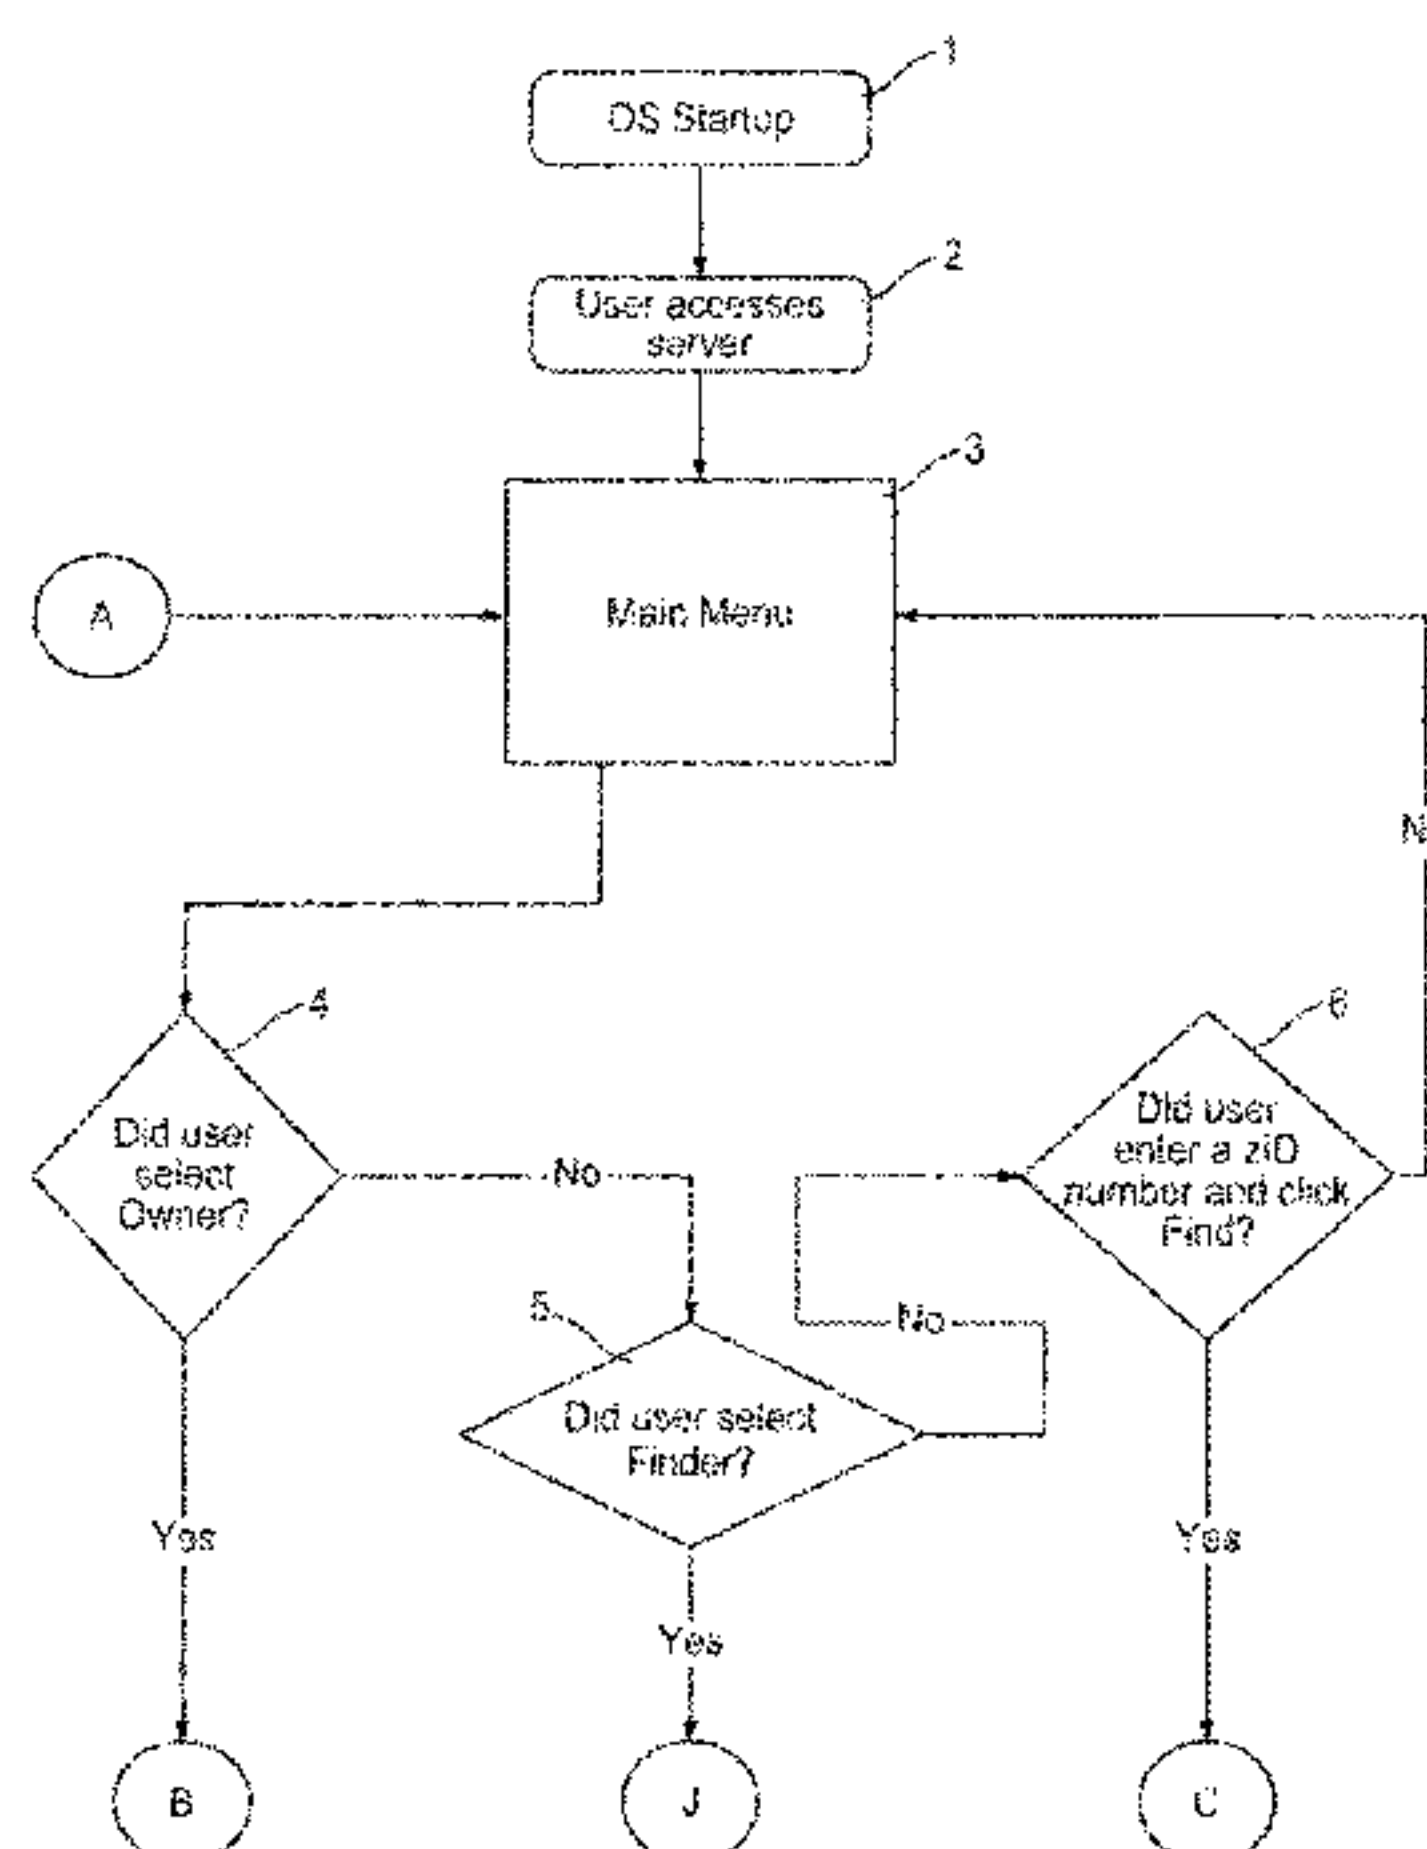 1
OS Startup
2
User accesses
server
3
A
Main Menu
N
4
6
Did user
select
Owner?
No
Did user
enter a ziD
number and click
Find?
5
No
Did user select
Finder?
Yes
Yes
Yes
B
J
C